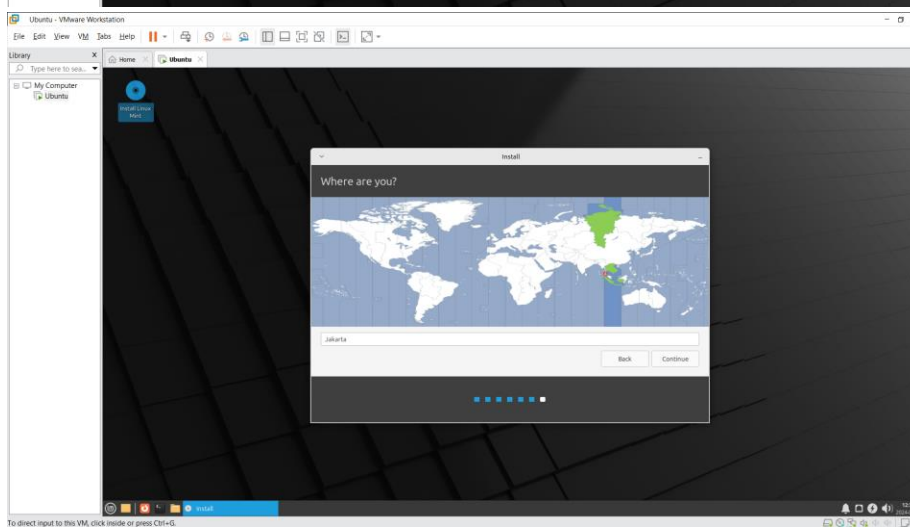 Ubuntu - VMware Workstation
File Edit View VM Tabs Help
Library
Type here to sea...
My Computer
Ubuntu
Home
Ubuntu
Install Linux
Mint
Install
Where are you?
Jakarta
Back Continue
Install
To direct input to this VM, click inside or press Ctrl+G.